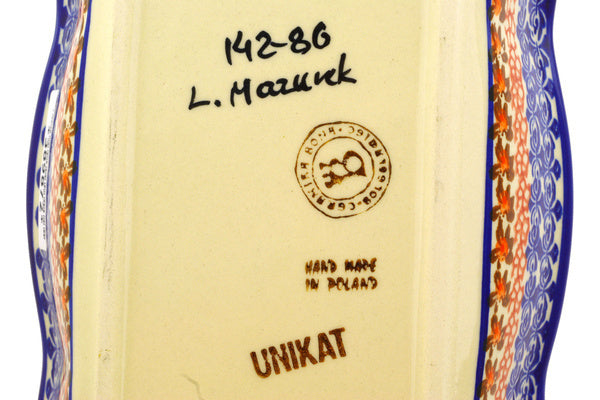 142-86
L. Mazurek
HAND MADE
IN POLAND
UNIKAT